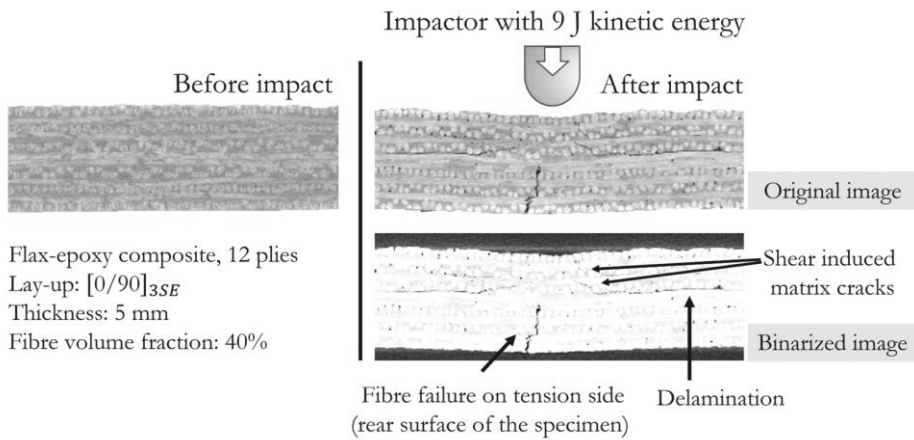 Impactor with 9 J kinetic energy
Before impact
After impact
Original image
Flax-epoxy composite, 12 plies
Lay-up: [0/90]3SE
Thickness: 5 mm
Fibre volume fraction: 40%
Shear induced
matrix cracks
Binarized image
Fibre failure on tension side
(rear surface of the specimen)
Delamination